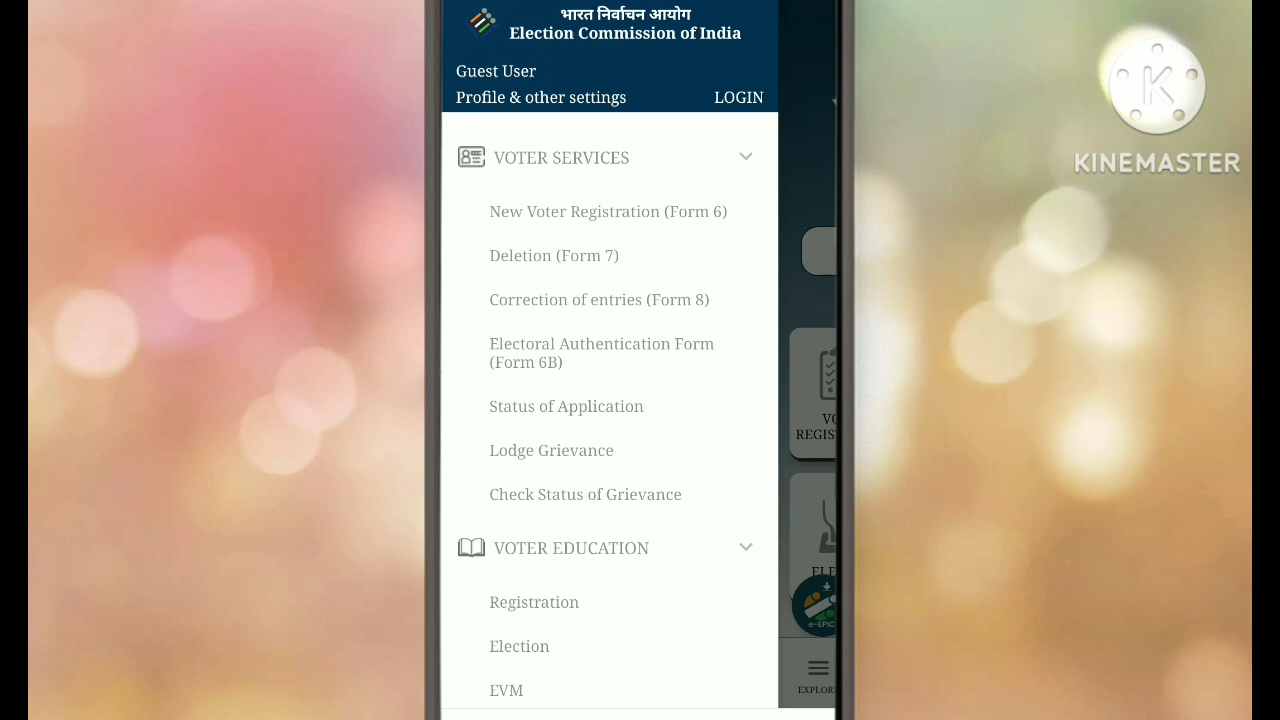 भारत निर्वाचन आयोग
Election Commission of India
Guest User
Profile & other settings
LOGIN
VOTER SERVICES
New Voter Registration (Form 6)
Deletion (Form 7)
Correction of entries (Form 8)
Electoral Authentication Form
(Form 6B)
Status of Application
Lodge Grievance
Check Status of Grievance
VOTER EDUCATION
Registration
Election
EVM
e-EPIC
K
KINEMASTER